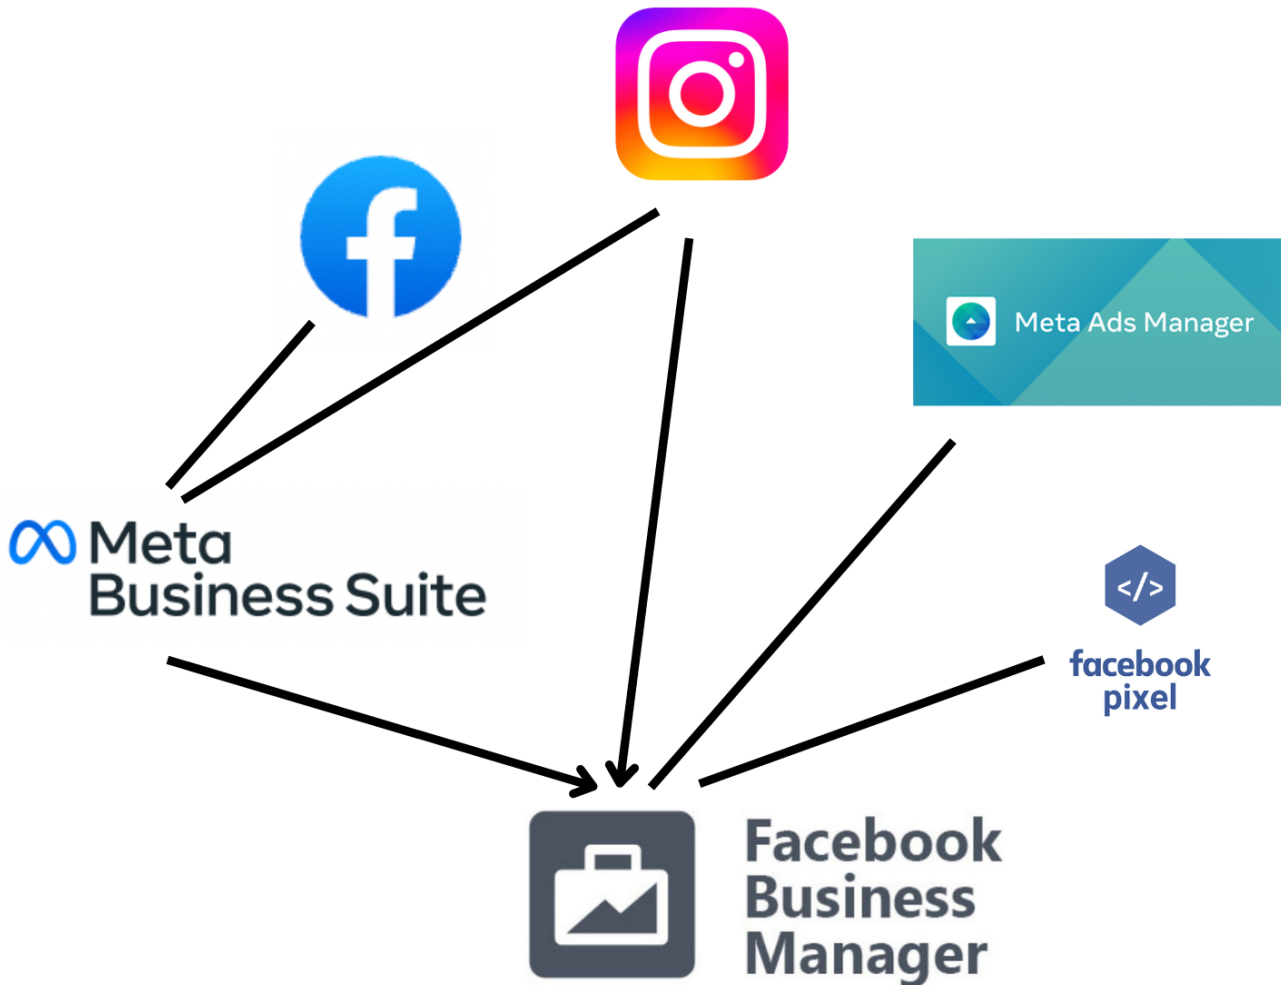 Meta Ads Manager
Meta
Business Suite
</>
facebook
pixel
Facebook
Business
Manager